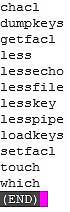 chacl
dumpkeys
getfacl
less
lessecho
lessfile
lesskey
lesspipe
loadkeys
setfacl
touch
which
(END)